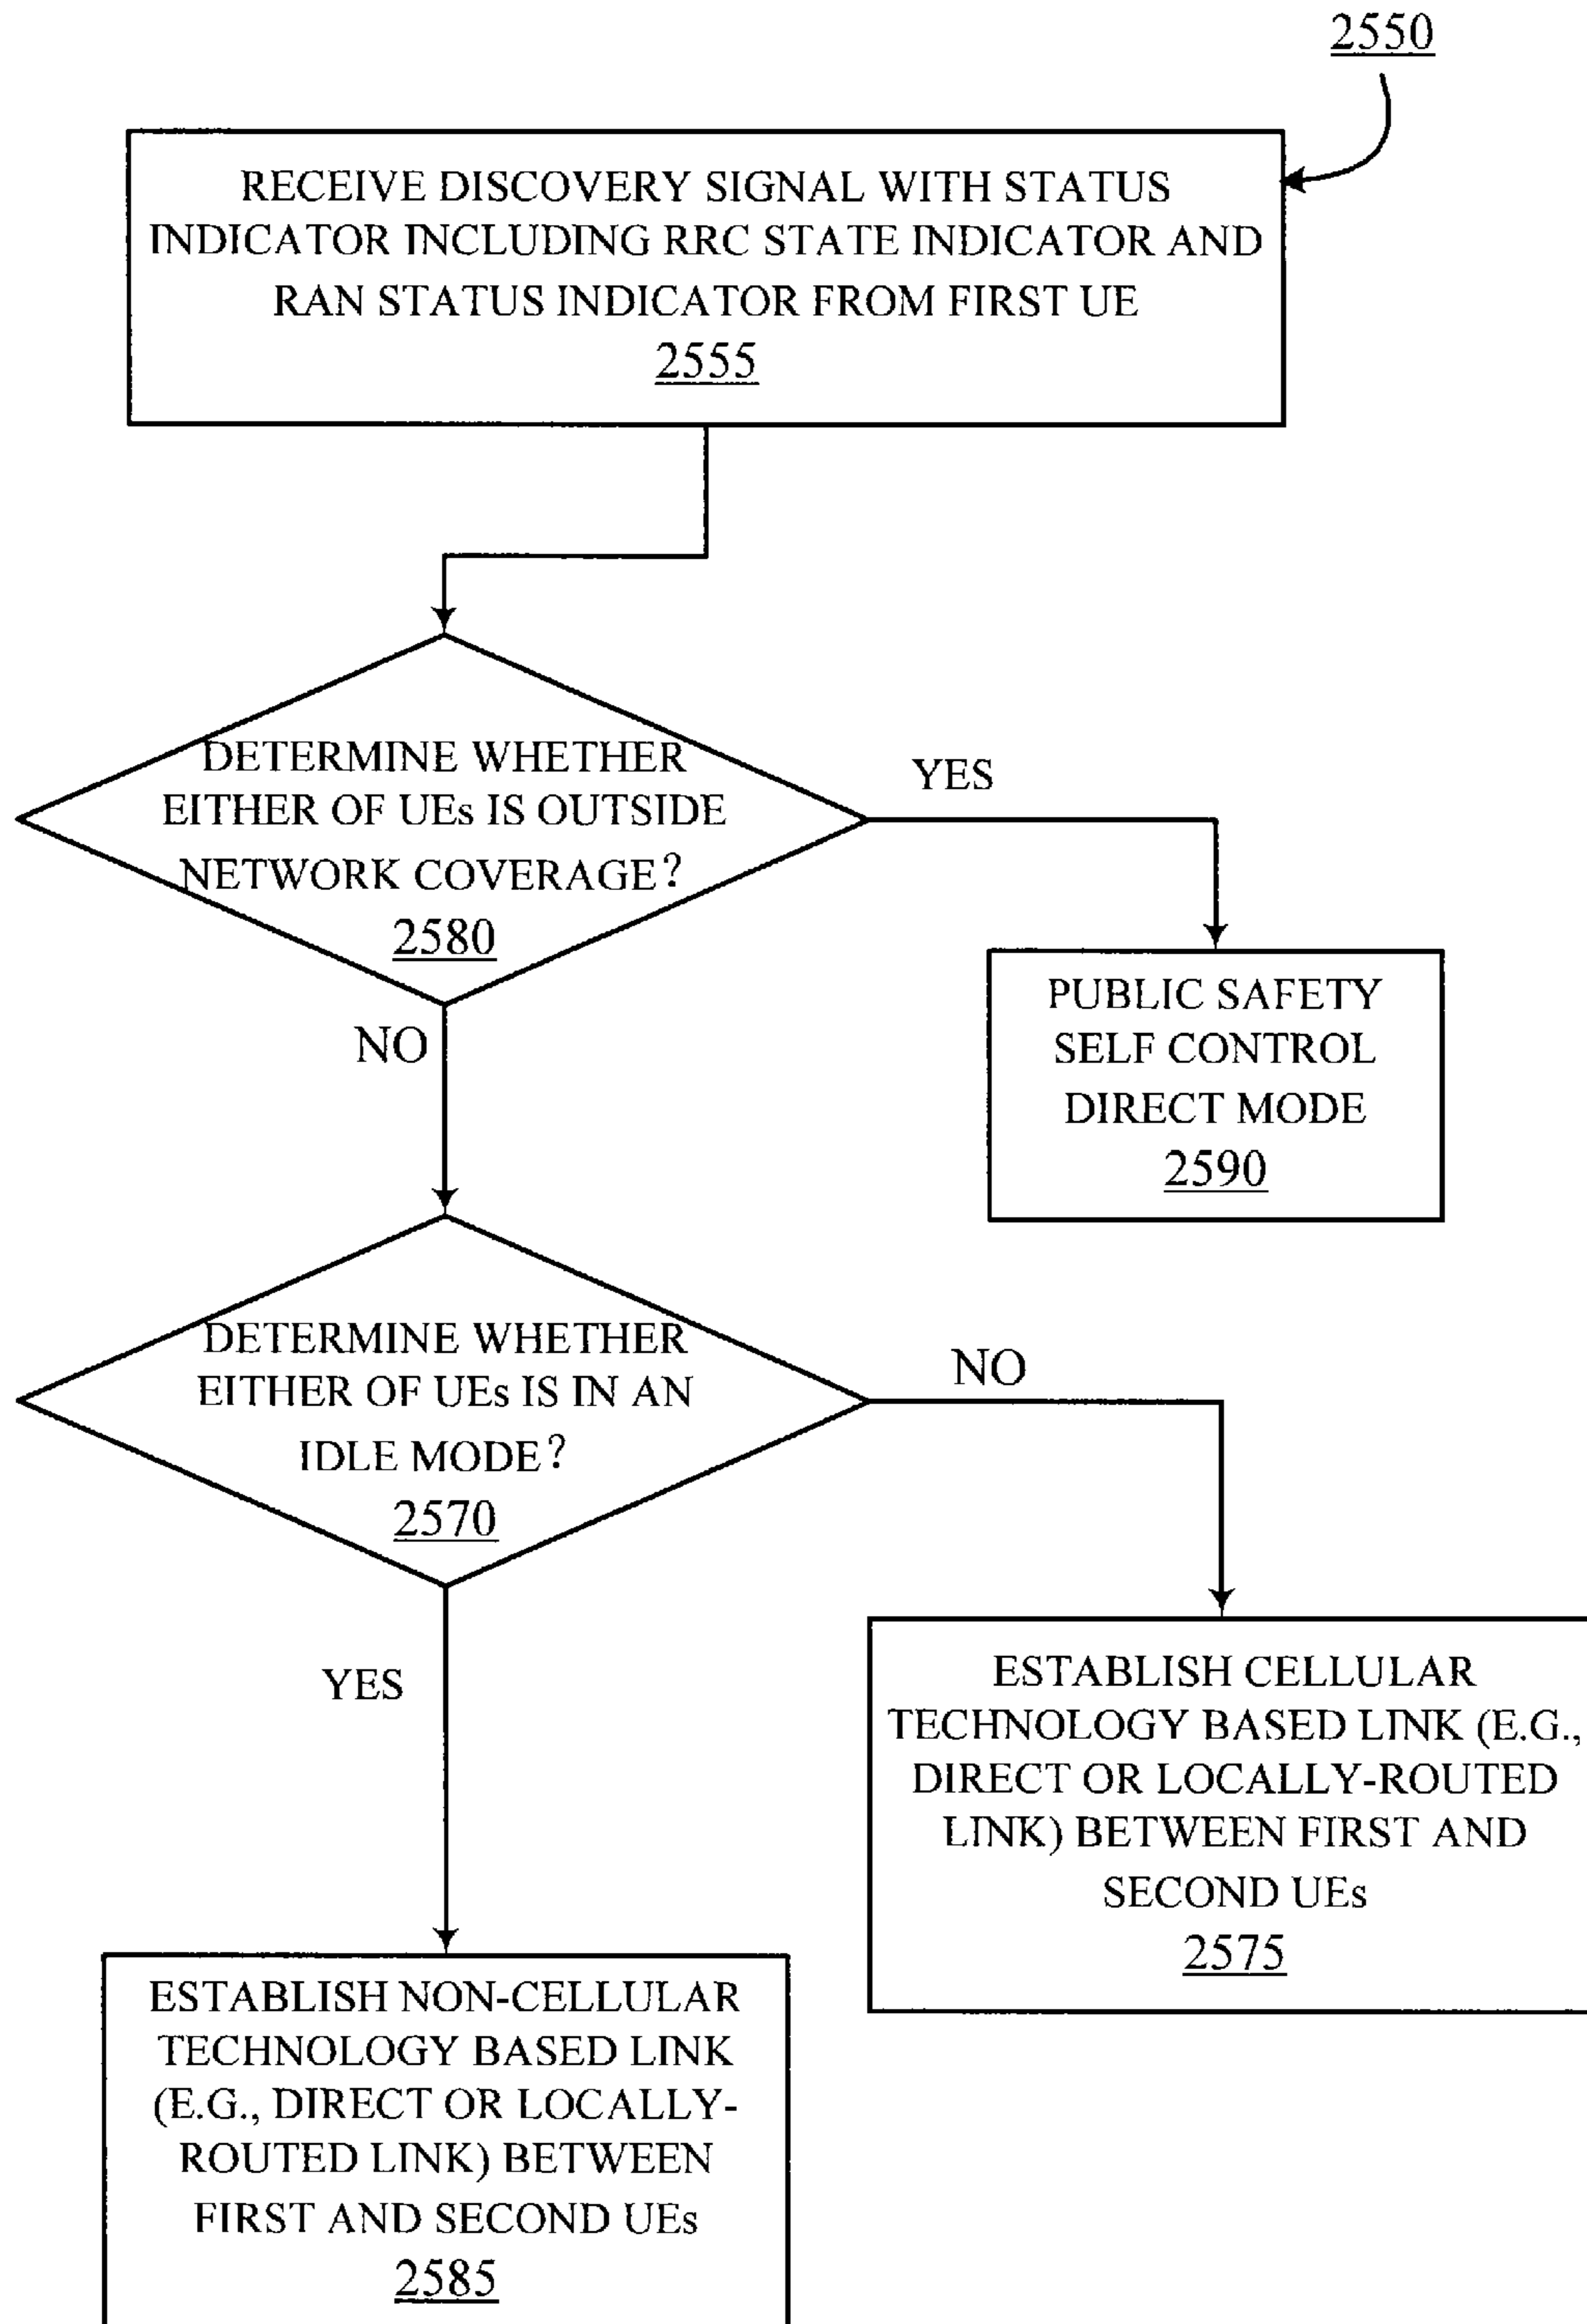 2550
RECEIVE DISCOVERY SIGNAL WITH STATUS
INDICATOR INCLUDING RRC STATE INDICATOR AND
RAN STATUS INDICATOR FROM FIRST UE
2555
DETERMINE WHETHER
EITHER OF UEs IS OUTSIDE
NETWORK COVERAGE?
2580
YES
NO
PUBLIC SAFETY
SELF CONTROL
DIRECT MODE
2590
DETERMINE WHETHER
EITHER OF UEs IS IN AN
IDLE MODE?
2570
NO
YES
ESTABLISH CELLULAR
TECHNOLOGY BASED LINK (E.G.,
DIRECT OR LOCALLY-ROUTED
LINK) BETWEEN FIRST AND
SECOND UEs
2575
ESTABLISH NON-CELLULAR
TECHNOLOGY BASED LINK
(E.G., DIRECT OR LOCALLY-
ROUTED LINK) BETWEEN
FIRST AND SECOND UEs
2585